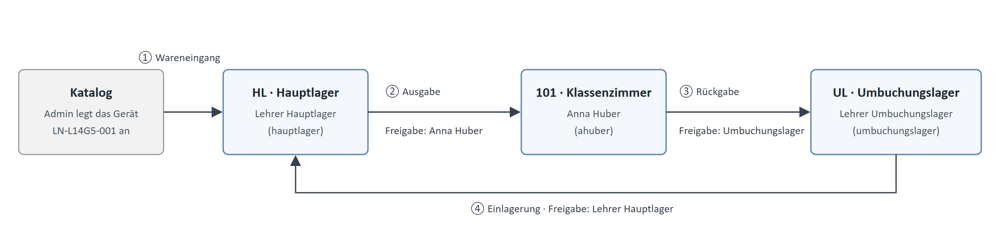 ① Wareneingang
Katalog
Admin legt das Gerät
LN-L14G5-001 an
HL · Hauptlager
Lehrer Hauptlager
(hauptlager)
② Ausgabe
Freigabe: Anna Huber
101 · Klassenzimmer
Anna Huber
(ahuber)
③ Rückgabe
Freigabe: Umbuchungslager
UL · Umbuchungslager
Lehrer Umbuchungslager
(umbuchungslager)
④ Einlagerung · Freigabe: Lehrer Hauptlager